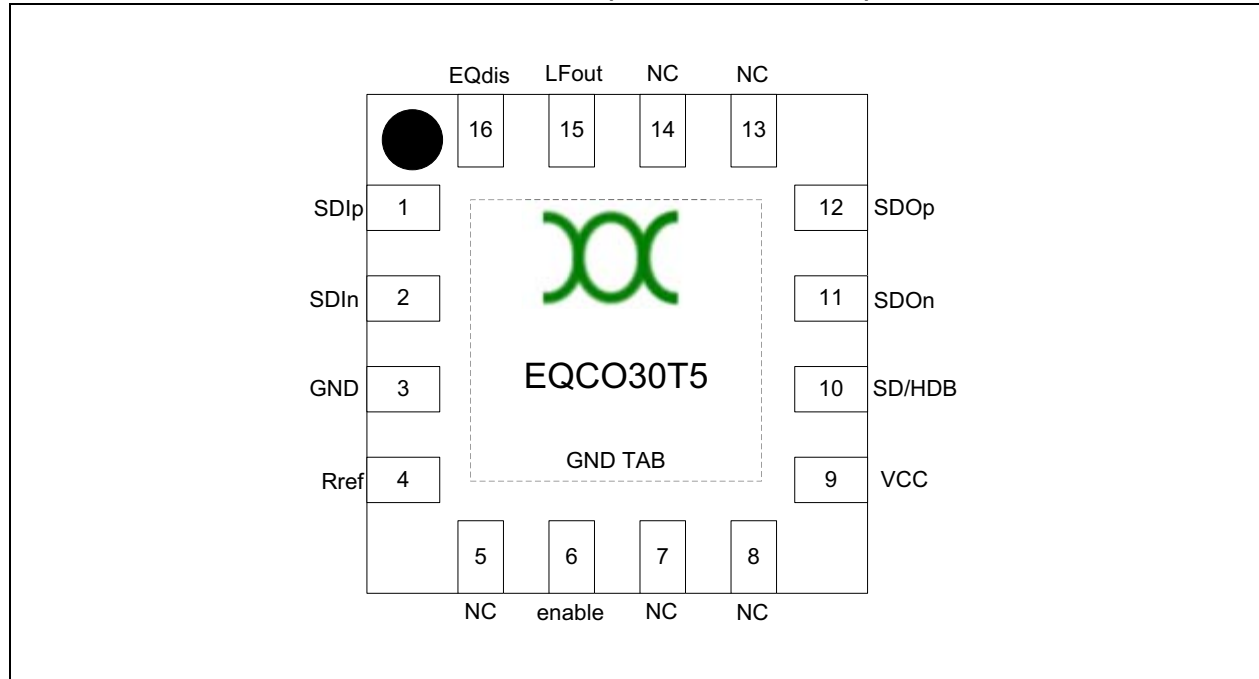 EQdis LFout NC NC
16 15 14 13
SDIp 1 12 SDOp
SDIn 2 11 SDOn
EQCO30T5
GND 3 10 SD/HDB
GND TAB
Rref 4 9 VCC
5 6 7 8
NC enable NC NC